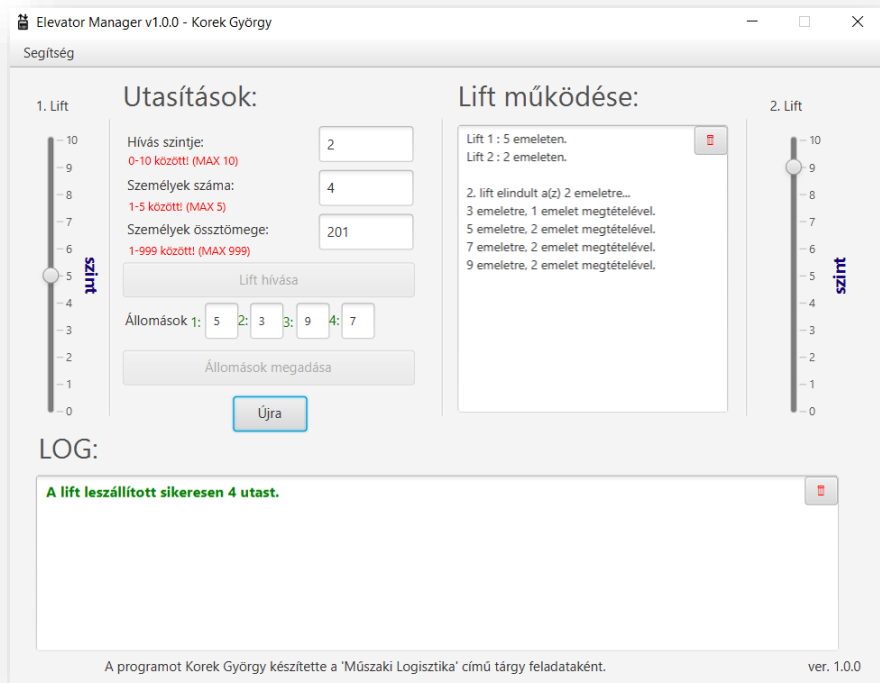 Elevator Manager v1.0.0 - Korek György
Segítség
1. Lift
10
9
8
7
6
5
4
3
2
1
0
szint
Utasítások:
Hívás szintje:
2
0-10 között! (MAX 10)
Személyek száma:
4
1-5 között! (MAX 5)
Személyek össztömege:
201
1-999 között! (MAX 999)
Lift hívása
Állomások 1: 5 2: 3 3: 9 4: 7
Állomások megadása
Újra
Lift működése:
Lift 1 : 5 emeleten.
Lift 2 : 2 emeleten.
2. lift elindult a(z) 2 emeletre...
3 emeletre, 1 emelet megtételével.
5 emeletre, 2 emelet megtételével.
7 emeletre, 2 emelet megtételével.
9 emeletre, 2 emelet megtételével.
2. Lift
10
9
8
7
6
5
4
3
2
1
0
szint
LOG:
A lift leszállított sikeresen 4 utast.
A programot Korek György készítette a 'Műszaki Logisztika' című tárgy feladataként.
ver. 1.0.0